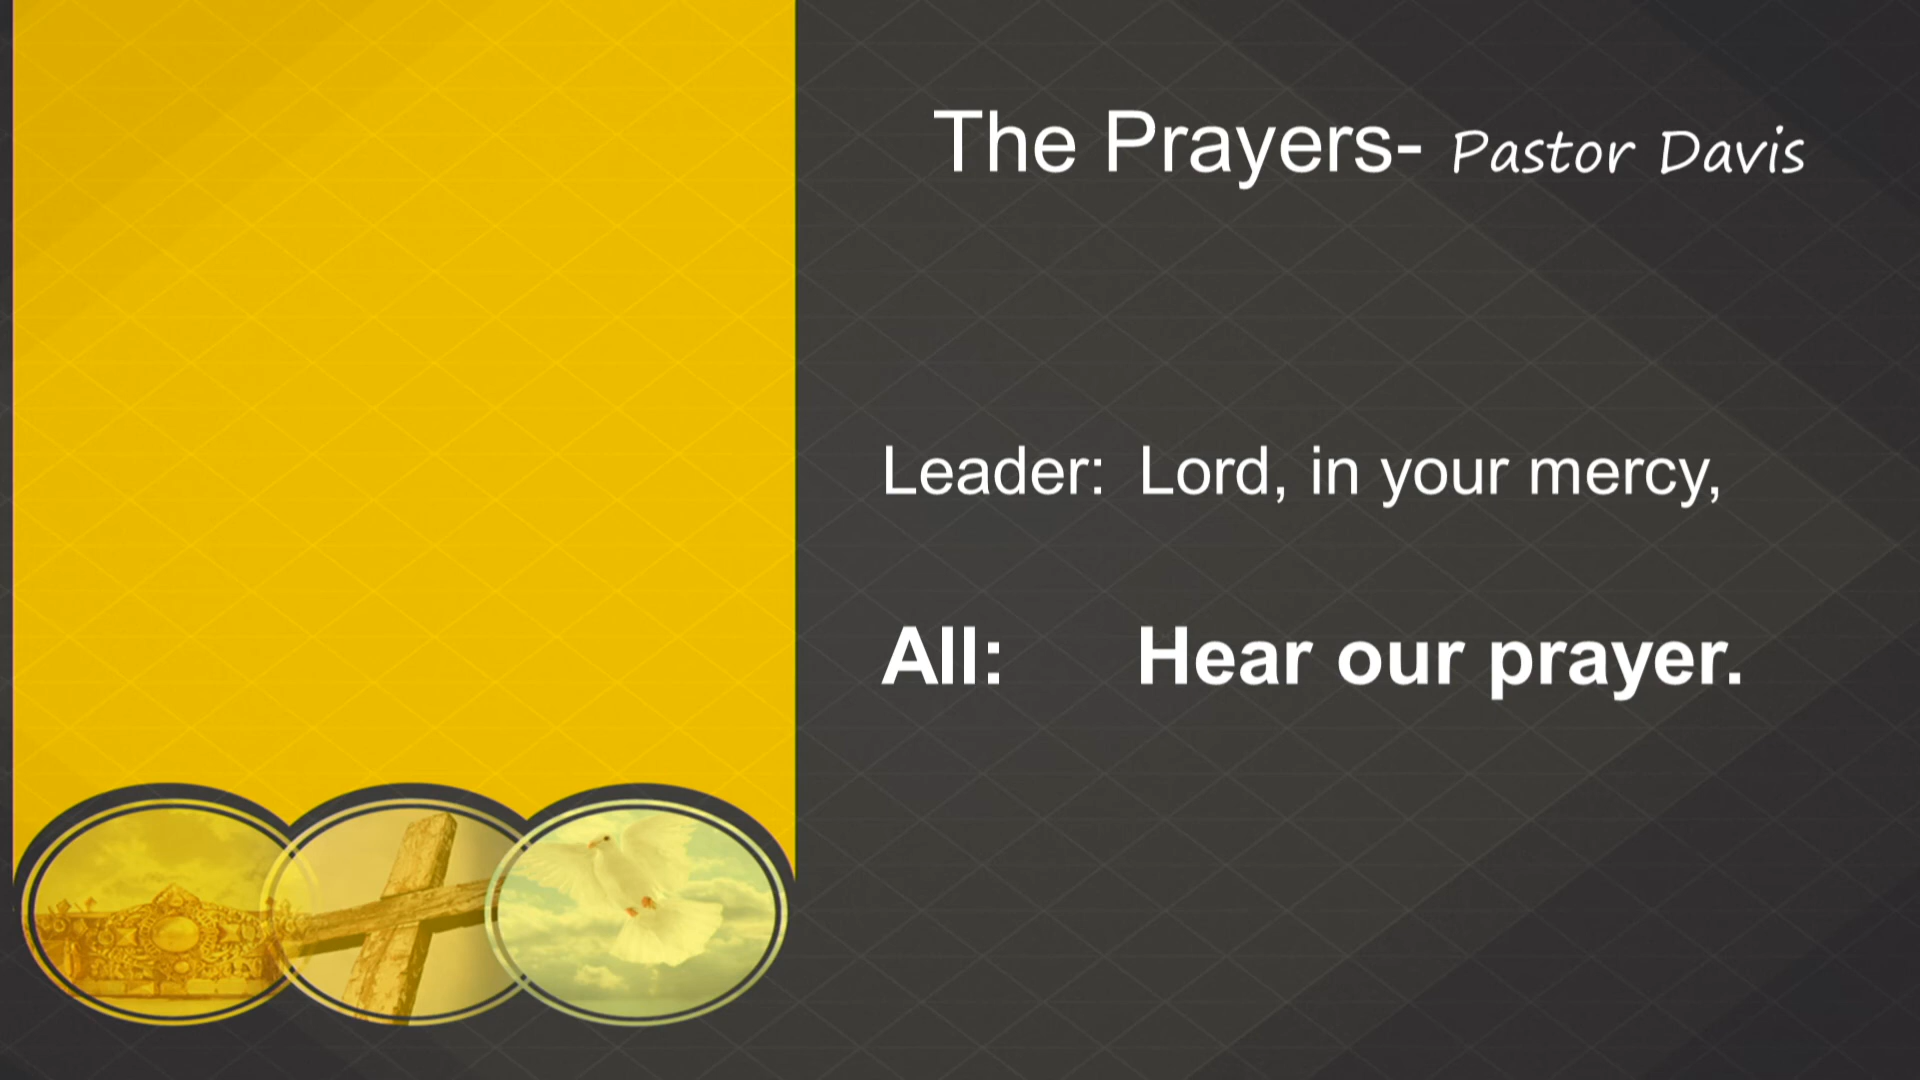 The Prayers- Pastor Davis
Leader: Lord, in your mercy,
All: Hear our prayer.